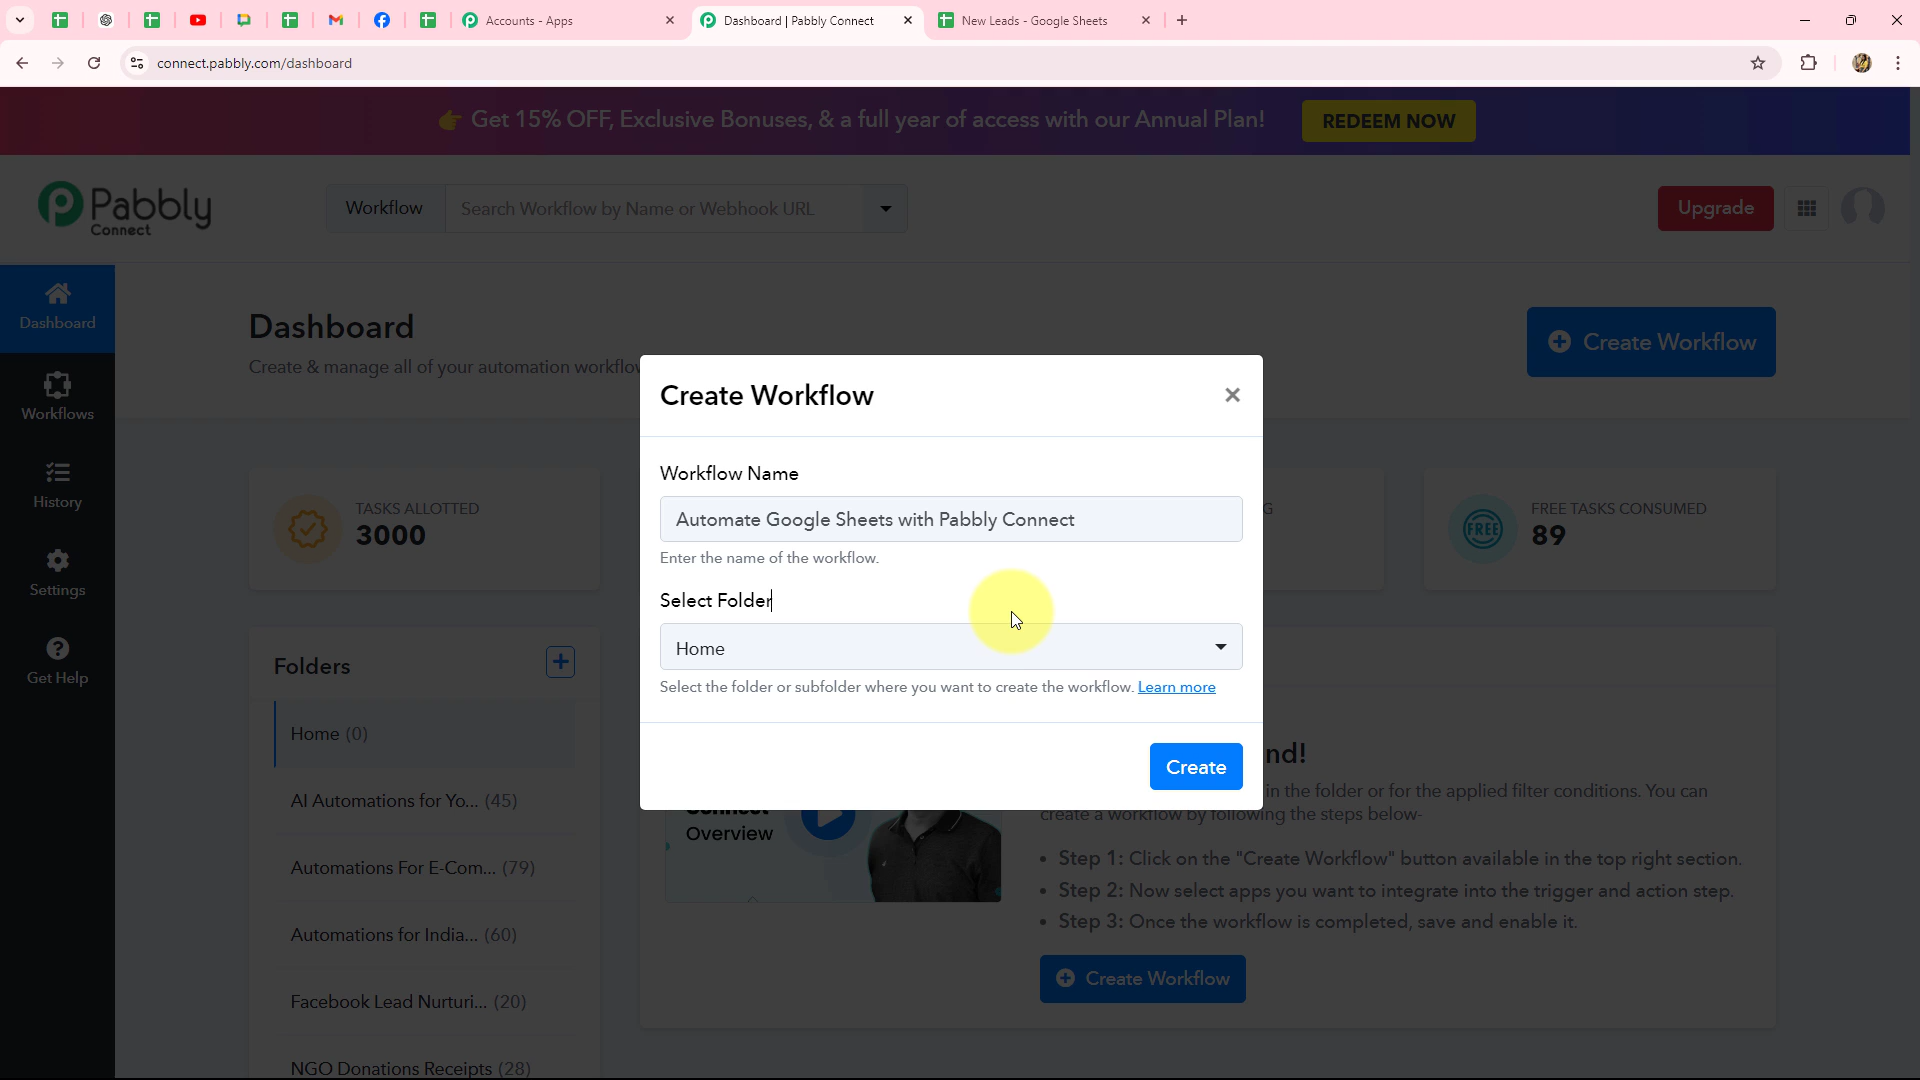 Accounts - Apps
Dashboard | Pabbly Connect
New Leads - Google Sheets
connect.pabbly.com/dashboard
👉 Get 15% OFF, Exclusive Bonuses, & a full year of access with our Annual Plan!
REDEEM NOW
Pabbly
Connect
Workflow
Search Workflow by Name or Webhook URL
Upgrade
Dashboard
Workflows
History
Settings
Get Help
Dashboard
Create & manage all of your automation workflow
Create Workflow
TASKS ALLOTTED
3000
G
FREE
FREE TASKS CONSUMED
89
Folders
Home (0)
AI Automations for Yo... (45)
Automations For E-Com... (79)
Automations for India... (60)
Facebook Lead Nurturi... (20)
NGO Donations Receipts (28)
Create Workflow
×
Workflow Name
Automate Google Sheets with Pabbly Connect
Enter the name of the workflow.
Select Folder
Home
Select the folder or subfolder where you want to create the workflow. Learn more
Create
Connect
Overview
nd!
in the folder or for the applied filter conditions. You can
create a workflow by following the steps below-
• Step 1: Click on the "Create Workflow" button available in the top right section.
• Step 2: Now select apps you want to integrate into the trigger and action step.
• Step 3: Once the workflow is completed, save and enable it.
Create Workflow